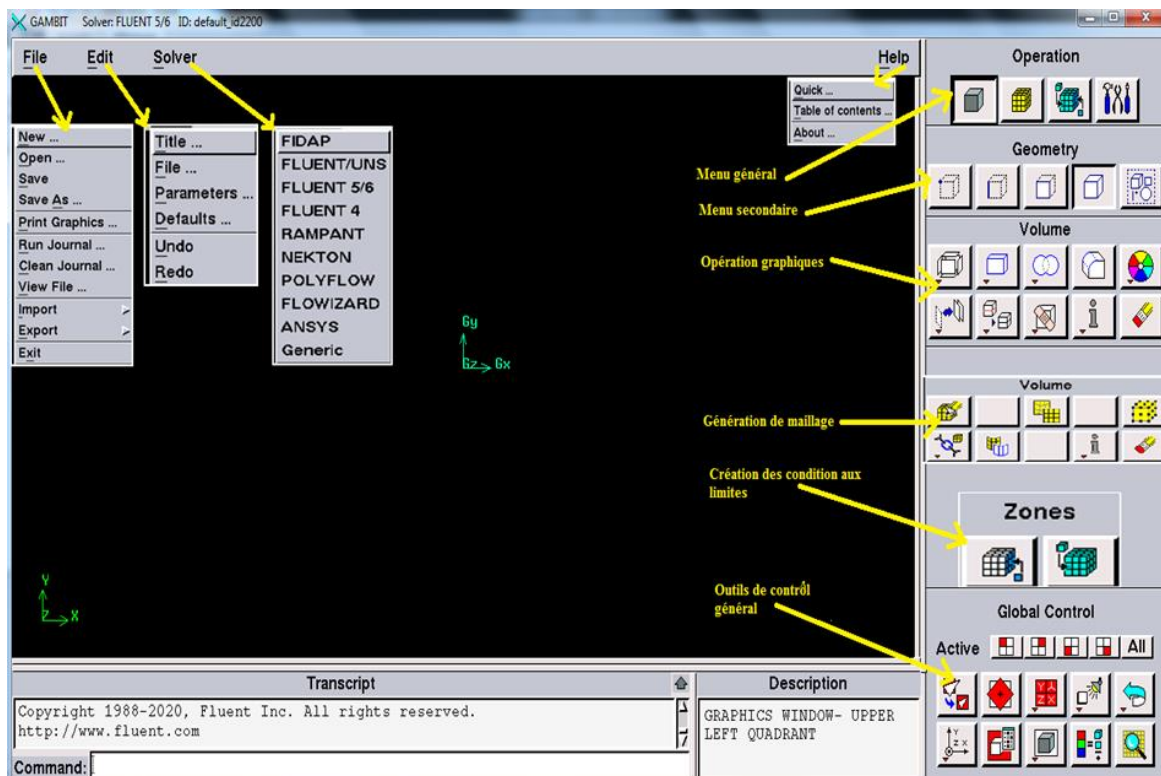 GAMBIT Solver: FLUENT 5/6 ID: default_id2200
File Edit Solver Help
New ...
Open ...
Save
Save As ...
Print Graphics ...
Run Journal ...
Clean Journal ...
View File ...
Import
Export
Exit
Title ...
File ...
Parameters ...
Defaults ...
Undo
Redo
FIDAP
FLUENT/UNS
FLUENT 5/6
FLUENT 4
RAMPANT
NEKTON
POLYFLOW
FLOWIZARD
ANSYS
Generic
Quick ...
Table of contents ...
About ...
Menu général
Menu secondaire
Opération graphiques
Génération de maillage
Création des condition aux
limites
Outils de contrôl
général
Gy
Gz Gx
Y
Z X
Operation
Geometry
Volume
Volume
Zones
Global Control
Active All
Transcript
Copyright 1988-2020, Fluent Inc. All rights reserved.
http://www.fluent.com
Command:
Description
GRAPHICS WINDOW- UPPER
LEFT QUADRANT